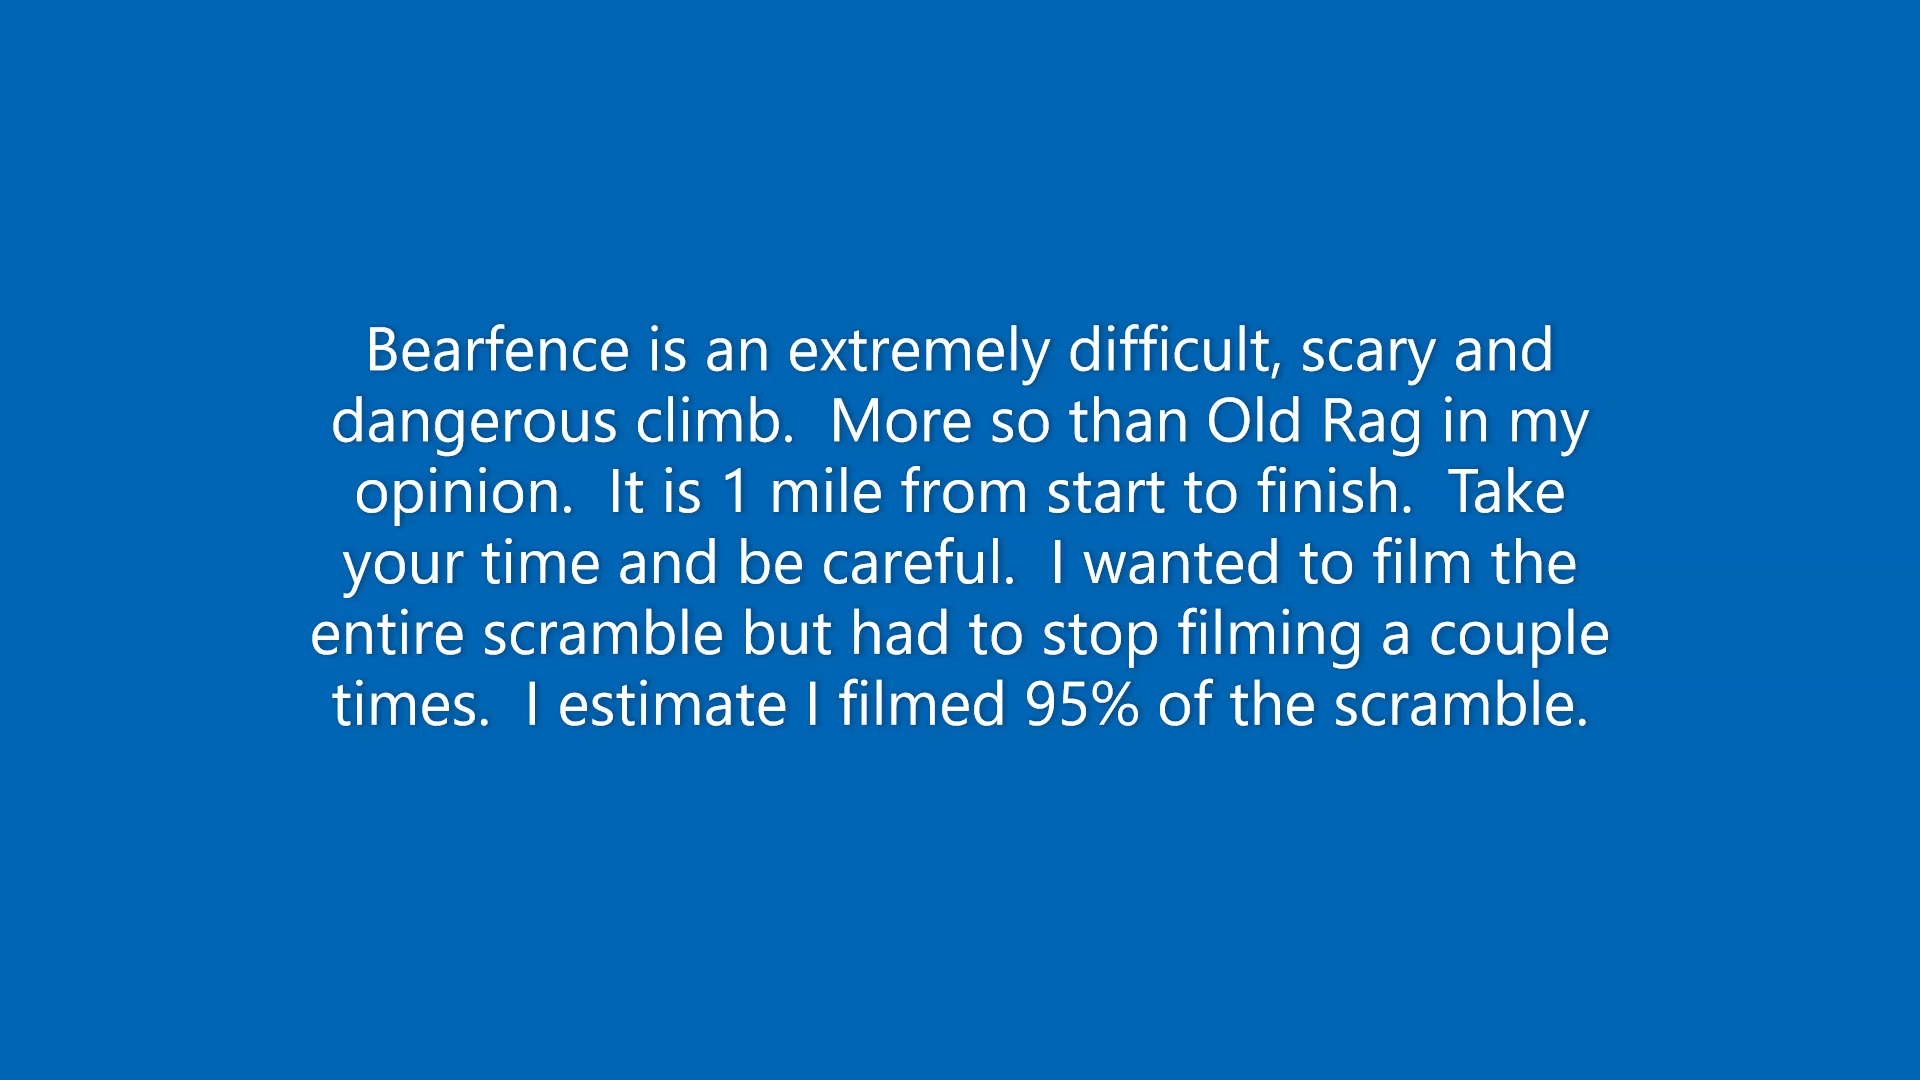 Bearfence is an extremely difficult, scary and
dangerous climb.  More so than Old Rag in my
opinion.  It is 1 mile from start to finish.  Take
your time and be careful.  I wanted to film the
entire scramble but had to stop filming a couple
times.  I estimate I filmed 95% of the scramble.